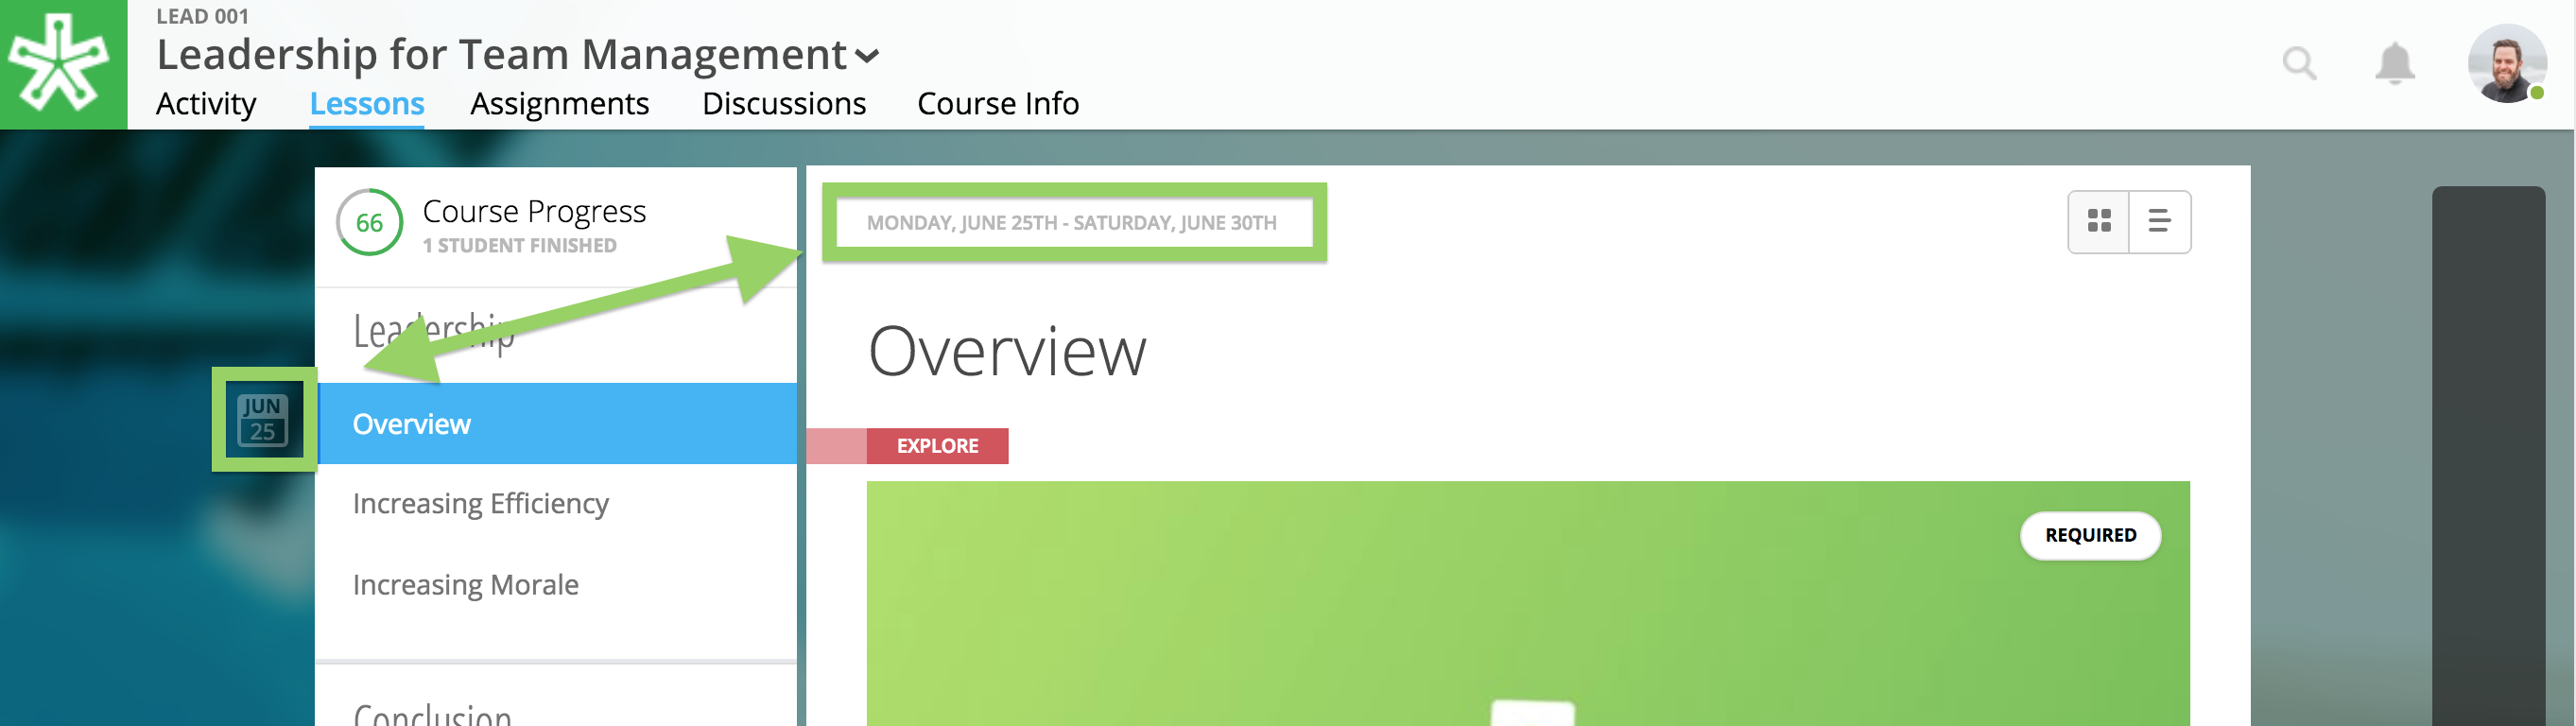 LEAD 001
Leadership for Team Management
Activity Lessons Assignments Discussions Course Info
66
Course Progress
1 STUDENT FINISHED
Leadership
JUN
25
Overview
Increasing Efficiency
Increasing Morale
Conclusion
MONDAY, JUNE 25TH - SATURDAY, JUNE 30TH
Overview
EXPLORE
REQUIRED